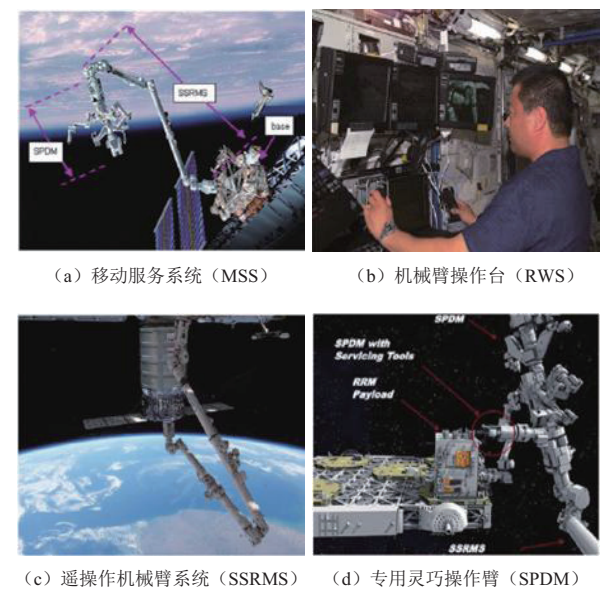 SSRMS
base
SPDM
（a）移动服务系统（MSS）
（b）机械臂操作台（RWS）
SPDM
SPDM with
Servicing Tools
RRM
Payload
SSRMS
（c）遥操作机械臂系统（SSRMS）
（d）专用灵巧操作臂（SPDM）